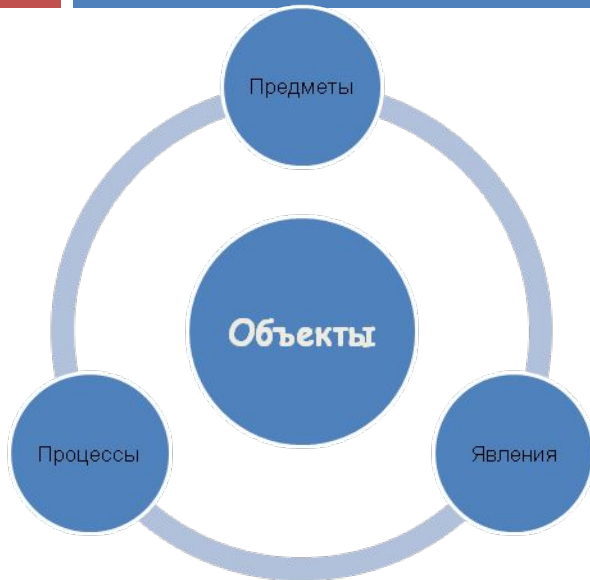 Предметы
Объекты
Процессы
Явления